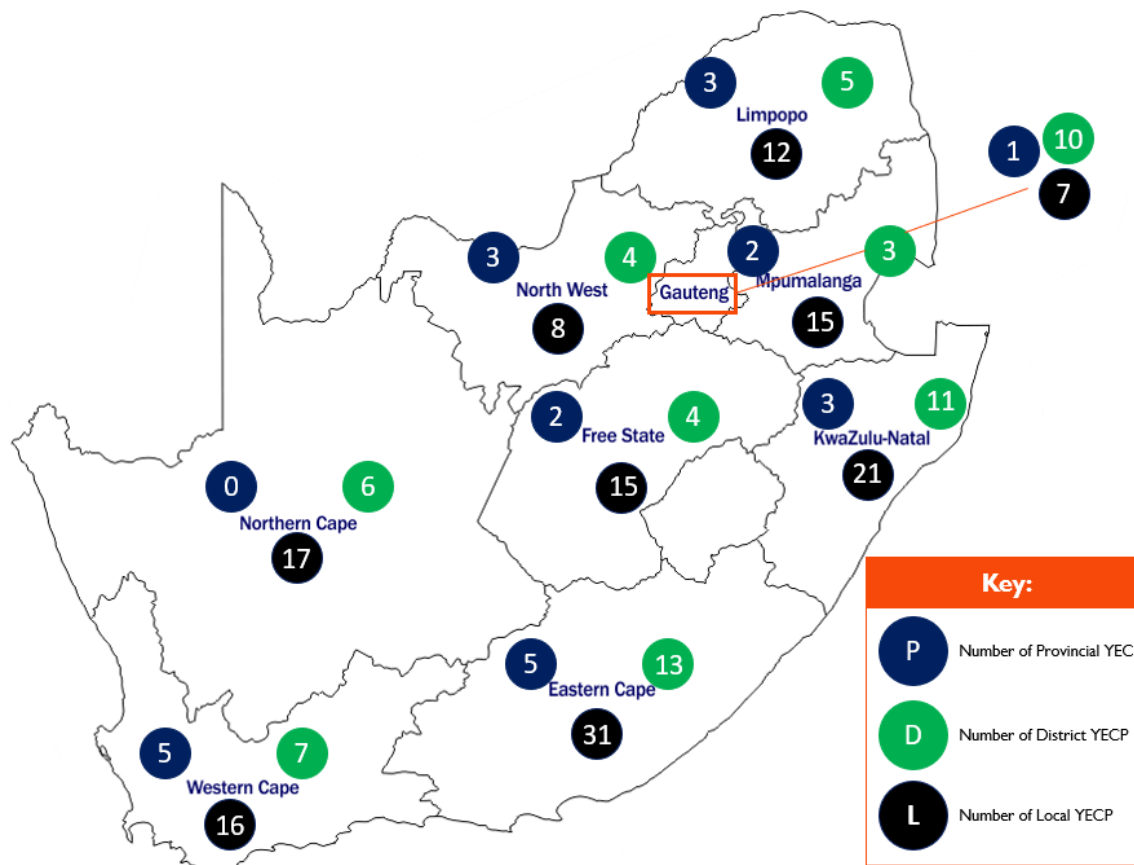 3
5
Limpopo
12
1
10
7
3
4
North West
8
2
3
Mpumalanga
15
Gauteng
2
4
Free State
15
3
11
KwaZulu-Natal
21
0
6
Northern Cape
17
5
13
Eastern Cape
31
5
7
Western Cape
16
Key:
P
Number of Provincial YEC
D
Number of District YECP
L
Number of Local YECP